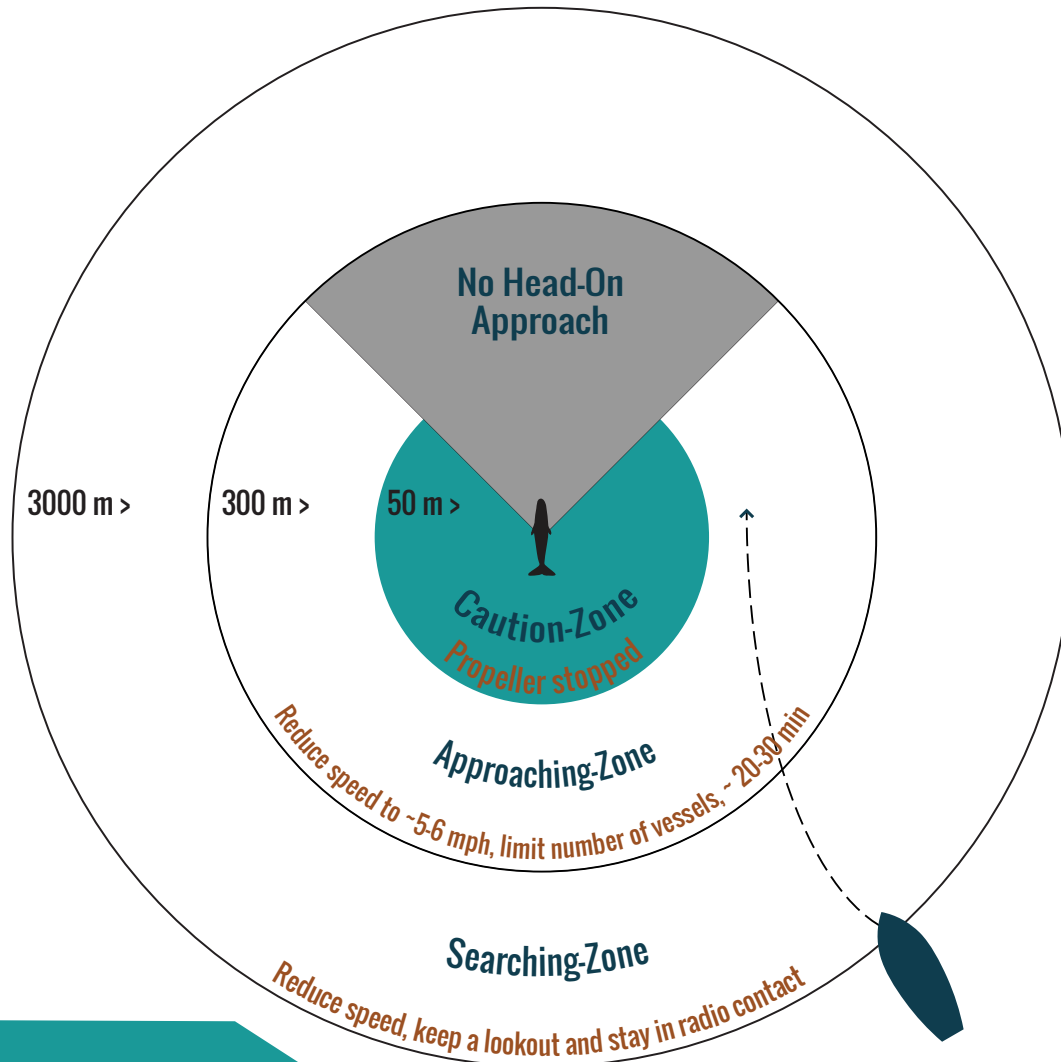 No Head-On
Approach
3000 m >
300 m >
50 m >
Caution-Zone
Propeller stopped
Approaching-Zone
Reduce speed to ~5-6 mph, limit number of vessels, ~ 20-30 min
Searching-Zone
Reduce speed, keep a lookout and stay in radio contact